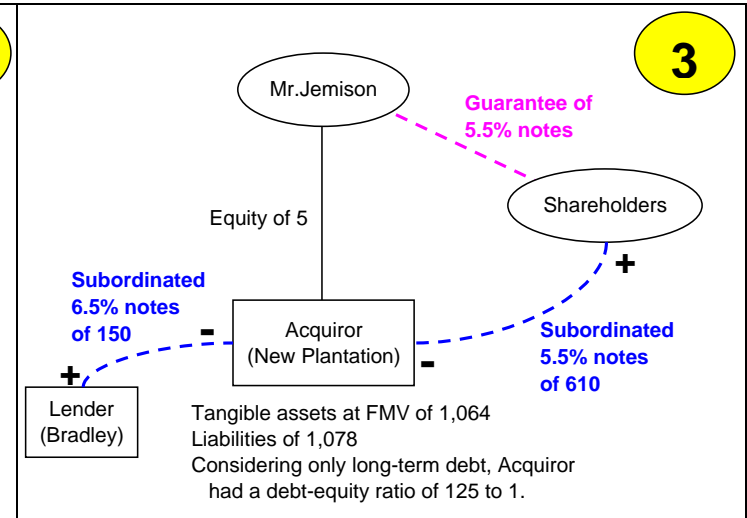 3
Mr.Jemison
Guarantee of
5.5% notes
Shareholders
Equity of 5
+
Subordinated
6.5% notes
of 150
-
Acquiror
(New Plantation)
-
Subordinated
5.5% notes
of 610
+
Lender
(Bradley)
Tangible assets at FMV of 1,064
Liabilities of 1,078
Considering only long-term debt, Acquiror
had a debt-equity ratio of 125 to 1.